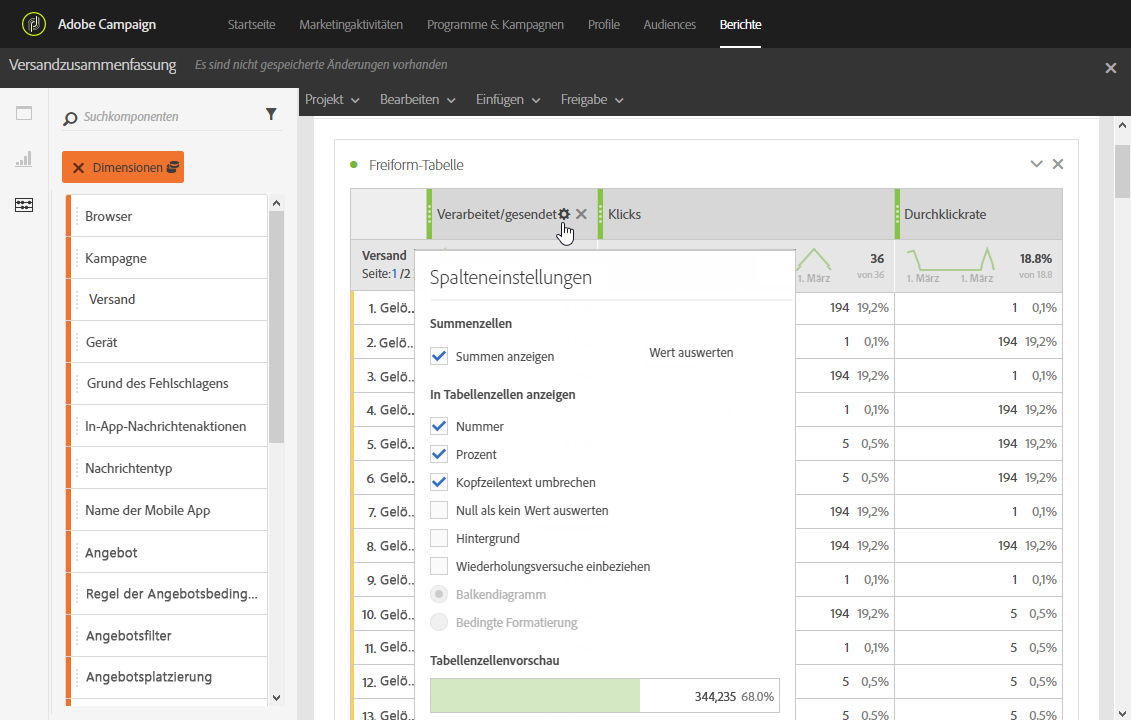 Adobe Campaign Startseite Marketingaktivitäten Programme & Kampagnen Profile Audiences Berichte
Versandzusammenfassung Es sind nicht gespeicherte Änderungen vorhanden
Projekt Bearbeiten Einfügen Freigabe
Suchkomponenten
Dimensionen
Browser
Kampagne
Versand
Gerät
Grund des Fehlschlagens
In-App-Nachrichtenaktionen
Nachrichtentyp
Name der Mobile App
Angebot
Regel der Angebotsbeding...
Angebotsfilter
Angebotsplatzierung
Freiform-Tabelle
Verarbeitet/gesendet Klicks Durchklickrate
Versand
Seite:1 /2
1. März
36
von 36
1. März 1. März
18.8%
von 18.8
1. Gelö.. 194 19,2% 1 0,1%
2. Gelö.. 1 0,1% 194 19,2%
3. Gelö.. 194 19,2% 1 0,1%
4. Gelö.. 1 0,1% 194 19,2%
5. Gelö.. 5 0,5% 194 19,2%
6. Gelö.. 5 0,5% 194 19,2%
7. Gelö.. 194 19,2% 1 0,1%
8. Gelö.. 194 19,2% 194 19,2%
9. Gelö.. 1 0,1% 1 0,1%
10. Gelö.. 194 19,2% 5 0,5%
11. Gelö.. 1 0,1% 5 0,5%
12. Gelö.. 5 0,5% 5 0,5%
13. Gelö.. 194 19,2% 5 0,5%
Spalteneinstellungen
Summenzellen
Summen anzeigen Wert auswerten
In Tabellenzellen anzeigen
Nummer
Prozent
Kopfzeilentext umbrechen
Null als kein Wert auswerten
Hintergrund
Wiederholungsversuche einbeziehen
Balkendiagramm
Bedingte Formatierung
Tabellenzellenvorschau
344,235 68.0%